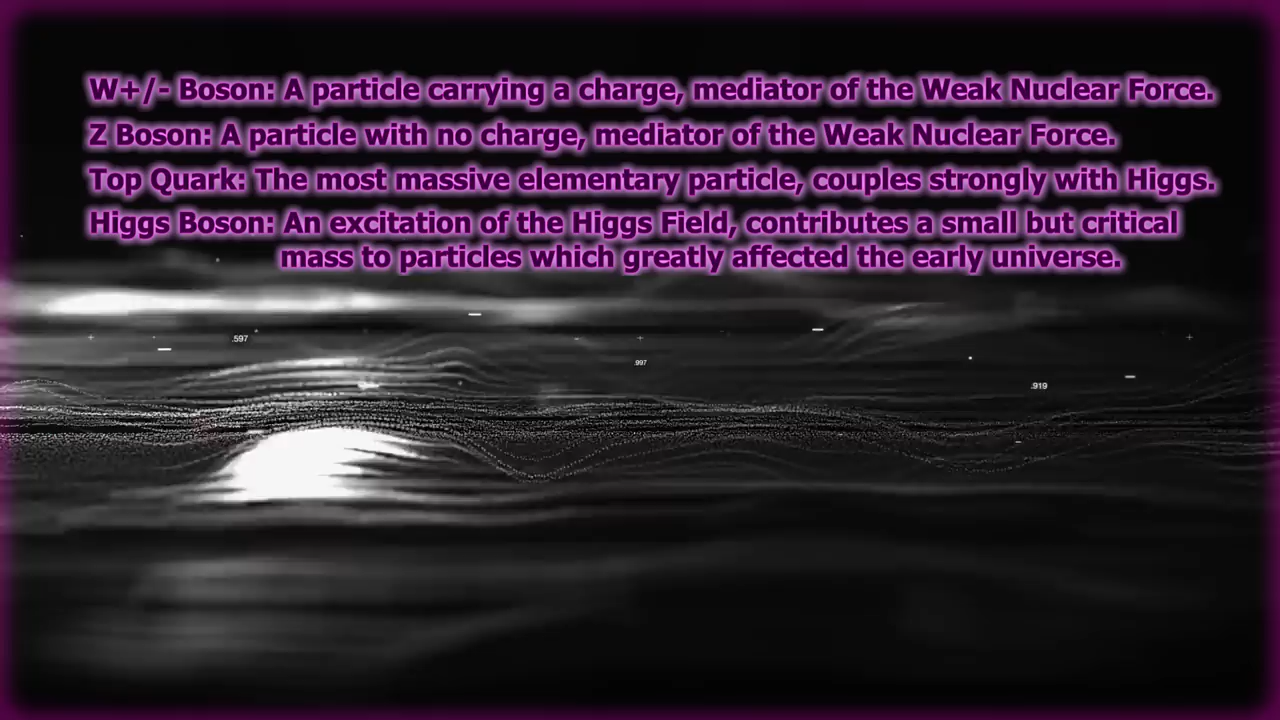 W+/- Boson: A particle carrying a charge, mediator of the Weak Nuclear Force.
Z Boson: A particle with no charge, mediator of the Weak Nuclear Force.
Top Quark: The most massive elementary particle, couples strongly with Higgs.
Higgs Boson: An excitation of the Higgs Field, contributes a small but critical
mass to particles which greatly affected the early universe.
.597
.997
.919